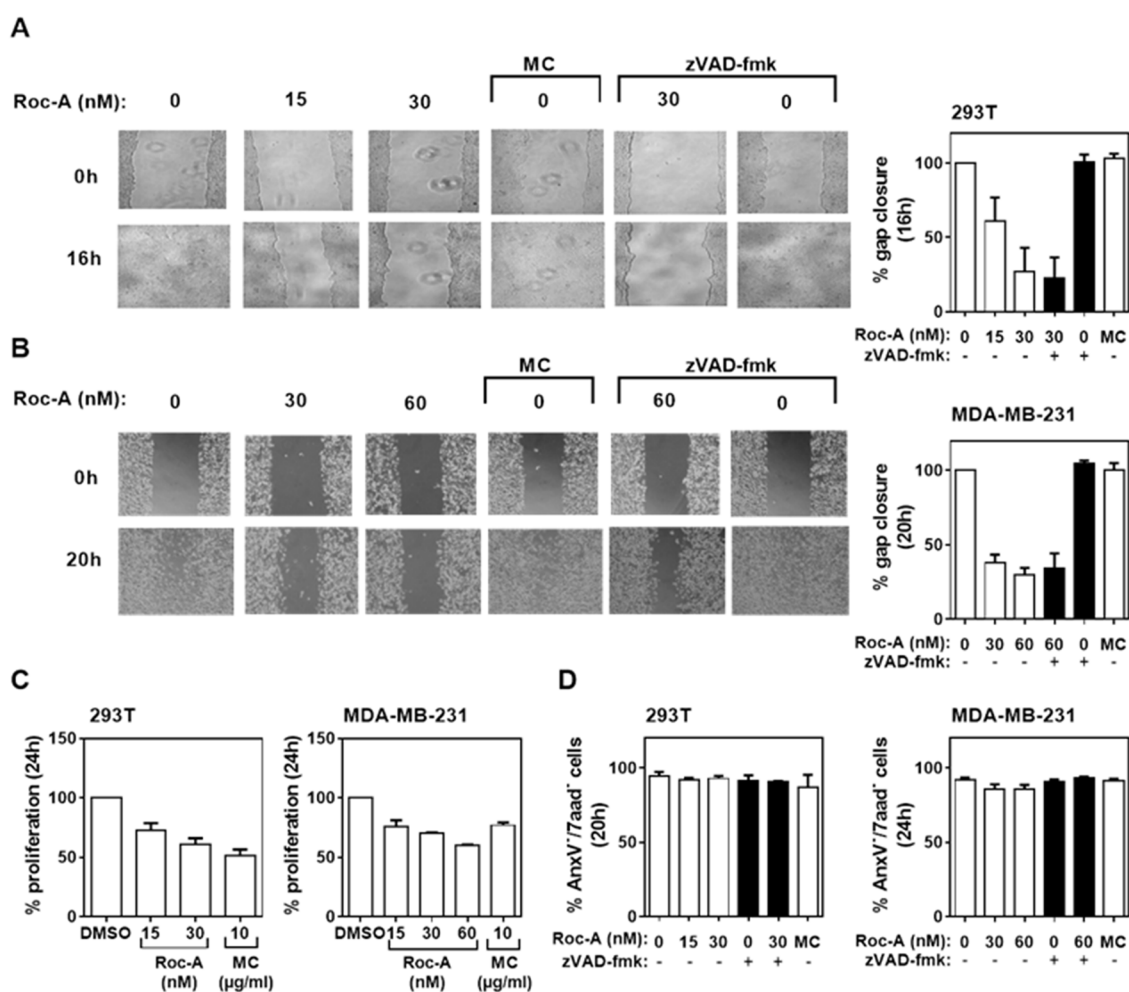 A
MC
zVAD-fmk
Roc-A (nM): 0 15 30 0 30 0
0h
16h
293T
% gap closure
(16h)
100
50
0
Roc-A (nM): 0 15 30 30 0 MC
zVAD-fmk: - - - + + -
B
MC
zVAD-fmk
Roc-A (nM): 0 30 60 0 60 0
0h
20h
MDA-MB-231
% gap closure
(20h)
100
50
0
Roc-A (nM): 0 30 60 60 0 MC
zVAD-fmk: - - - + + -
C
293T
% proliferation (24h)
150
100
50
0
DMSO 15 30 10
Roc-A MC
(nM) (µg/ml)
MDA-MB-231
% proliferation (24h)
150
100
50
0
DMSO 15 30 60 10
Roc-A MC
(nM) (µg/ml)
D
293T
% AnxV-/7aad- cells
(20h)
100
50
0
Roc-A (nM): 0 15 30 0 30 MC
zVAD-fmk: - - - + + -
MDA-MB-231
% AnxV-/7aad- cells
(24h)
100
50
0
Roc-A (nM): 0 30 60 0 60 MC
zVAD-fmk: - - - + + -